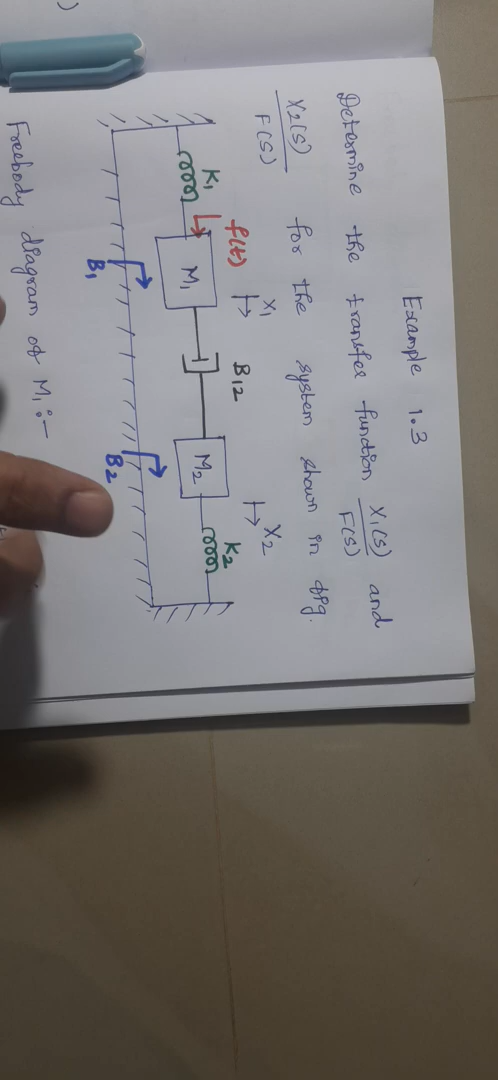 Example 1.3
Determine the transfer function X1(S)/F(S) and
X2(S)/F(S) for the system shown in fig.
X1 X2
f(t)
K1 M1 B12 M2 K2
B1 B2
Freebody diagram of M1:-